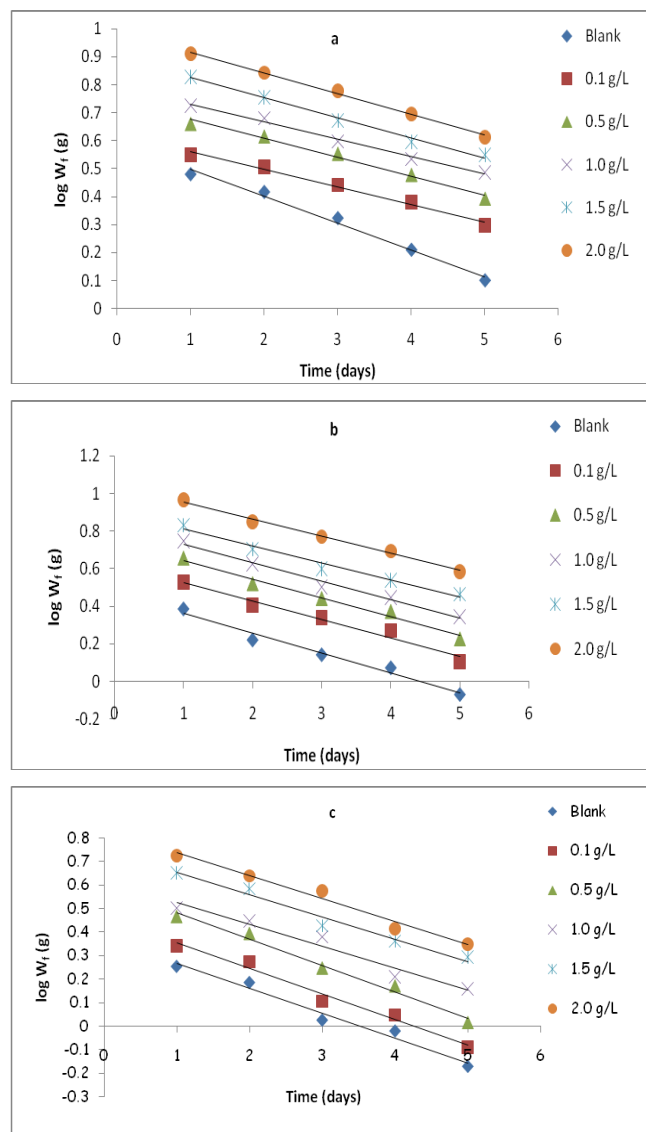 a
1
0.9
0.8
0.7
0.6
0.5
0.4
0.3
0.2
0.1
0
0 1 2 3 4 5 6
log Wf (g)
Time (days)
Blank
0.1 g/L
0.5 g/L
1.0 g/L
1.5 g/L
2.0 g/L
b
1.2
1
0.8
0.6
0.4
0.2
0
-0.2
0 1 2 3 4 5 6
log Wf (g)
Time (days)
Blank
0.1 g/L
0.5 g/L
1.0 g/L
1.5 g/L
2.0 g/L
c
0.8
0.7
0.6
0.5
0.4
0.3
0.2
0.1
0
-0.1
-0.2
-0.3
0 1 2 3 4 5 6
log Wf (g)
Time (days)
Blank
0.1 g/L
0.5 g/L
1.0 g/L
1.5 g/L
2.0 g/L